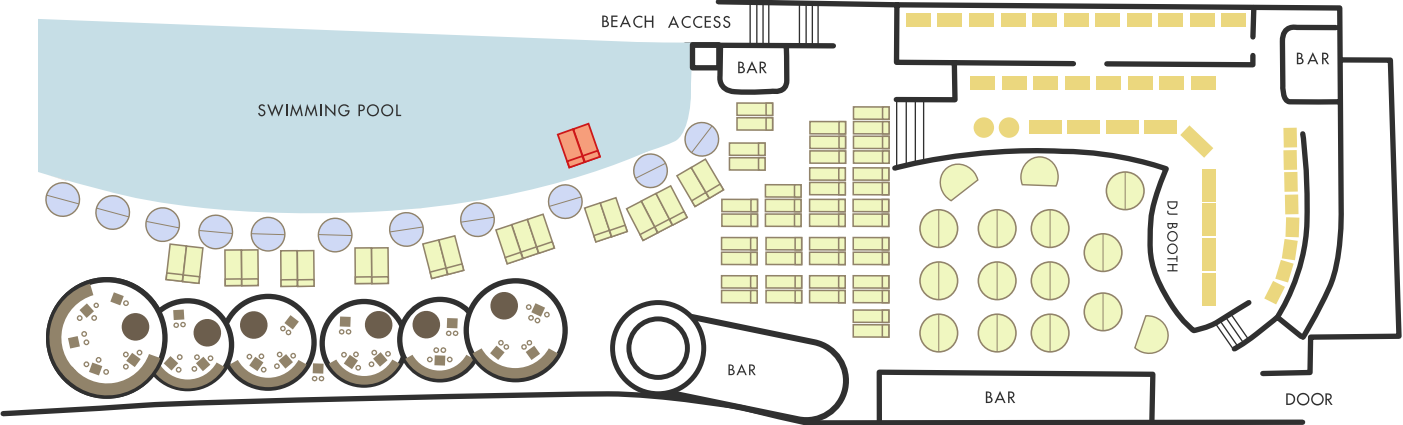 BEACH ACCESS
BAR
BAR
SWIMMING POOL
DJ BOOTH
BAR
BAR
DOOR